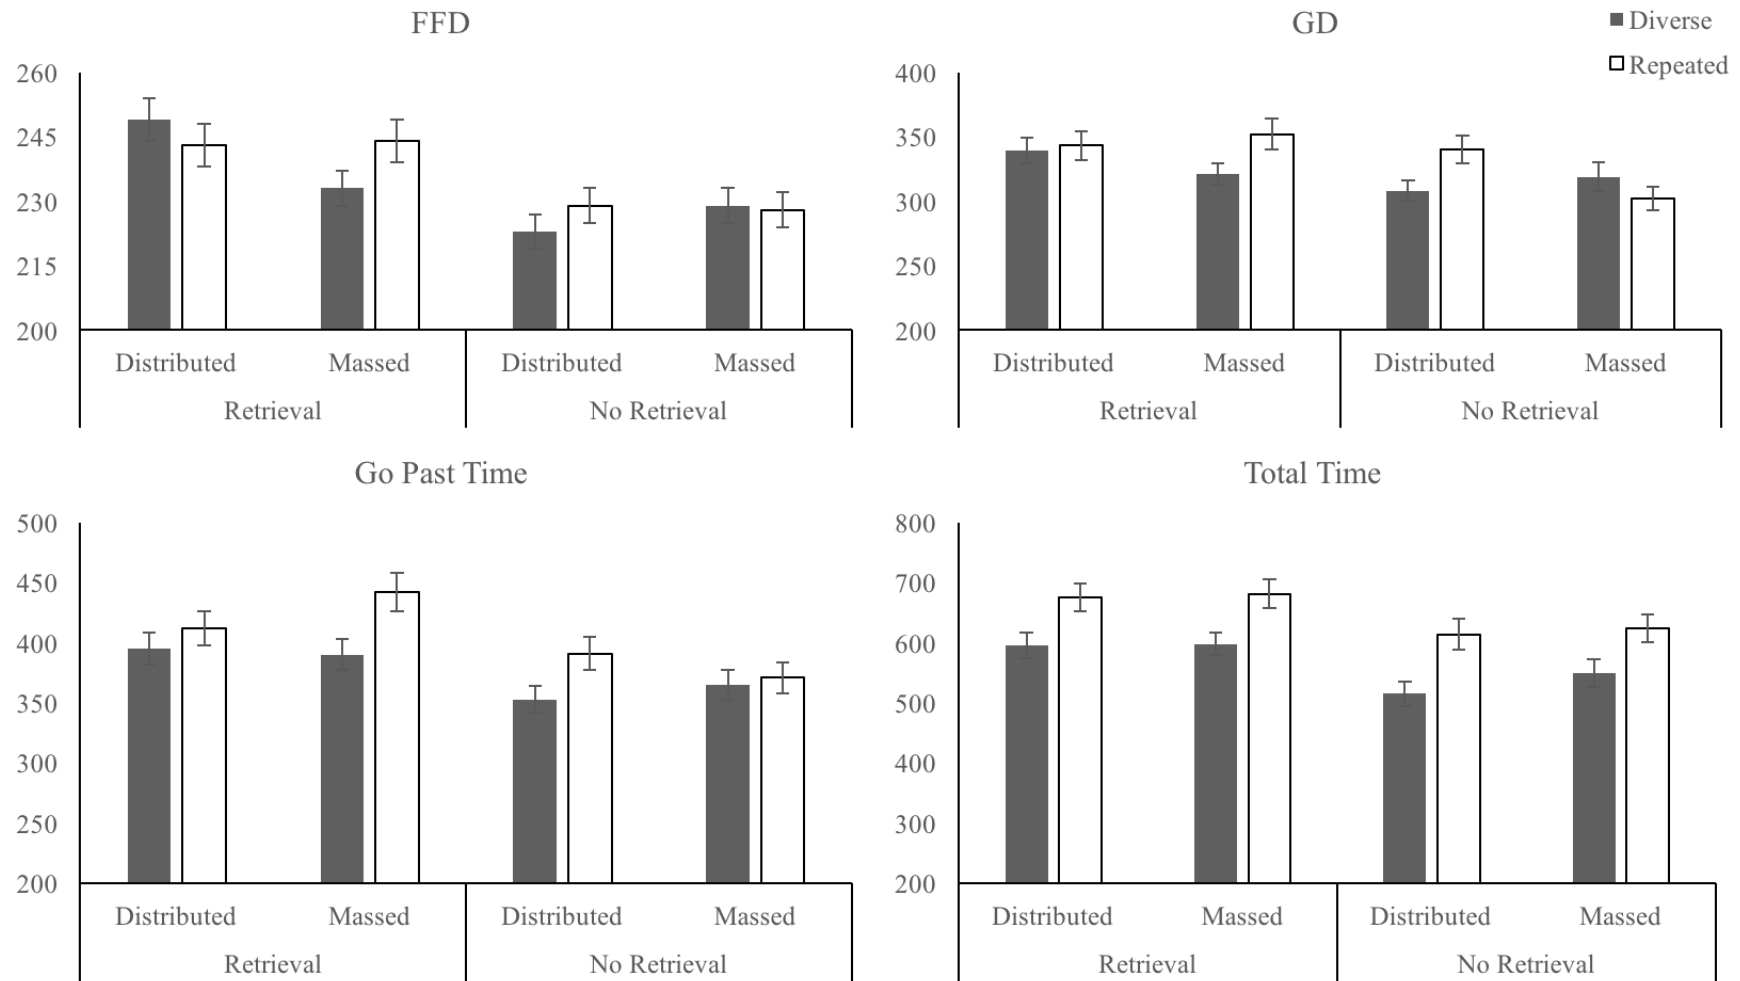 FFD
260
245
230
215
200
Distributed Massed Distributed Massed
Retrieval No Retrieval
GD
Diverse
Repeated
400
350
300
250
200
Distributed Massed Distributed Massed
Retrieval No Retrieval
Go Past Time
500
450
400
350
300
250
200
Distributed Massed Distributed Massed
Retrieval No Retrieval
Total Time
800
700
600
500
400
300
200
Distributed Massed Distributed Massed
Retrieval No Retrieval